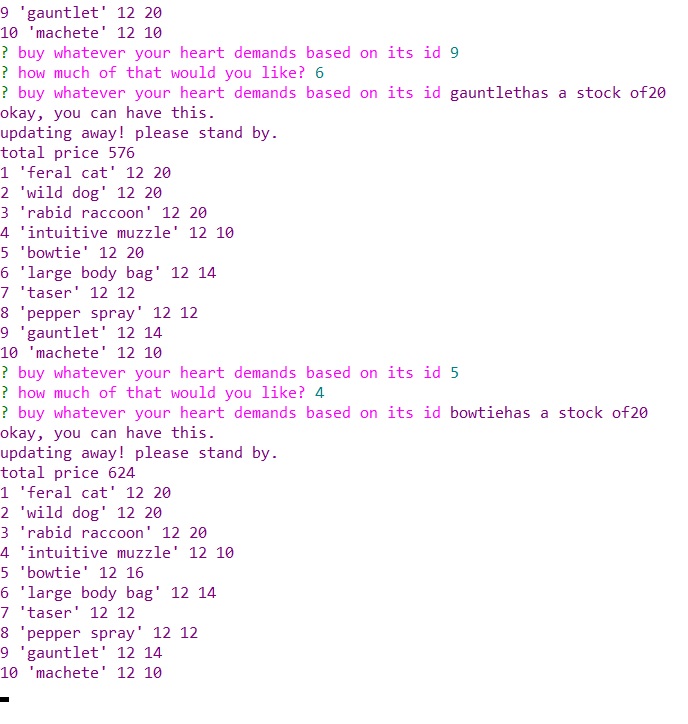 9 'gauntlet' 12 20
10 'machete' 12 10
? buy whatever your heart demands based on its id 9
? how much of that would you like? 6
? buy whatever your heart demands based on its id gauntlethas a stock of20
okay, you can have this.
updating away! please stand by.
total price 576
1 'feral cat' 12 20
2 'wild dog' 12 20
3 'rabid raccoon' 12 20
4 'intuitive muzzle' 12 10
5 'bowtie' 12 20
6 'large body bag' 12 14
7 'taser' 12 12
8 'pepper spray' 12 12
9 'gauntlet' 12 14
10 'machete' 12 10
? buy whatever your heart demands based on its id 5
? how much of that would you like? 4
? buy whatever your heart demands based on its id bowtiehas a stock of20
okay, you can have this.
updating away! please stand by.
total price 624
1 'feral cat' 12 20
2 'wild dog' 12 20
3 'rabid raccoon' 12 20
4 'intuitive muzzle' 12 10
5 'bowtie' 12 16
6 'large body bag' 12 14
7 'taser' 12 12
8 'pepper spray' 12 12
9 'gauntlet' 12 14
10 'machete' 12 10